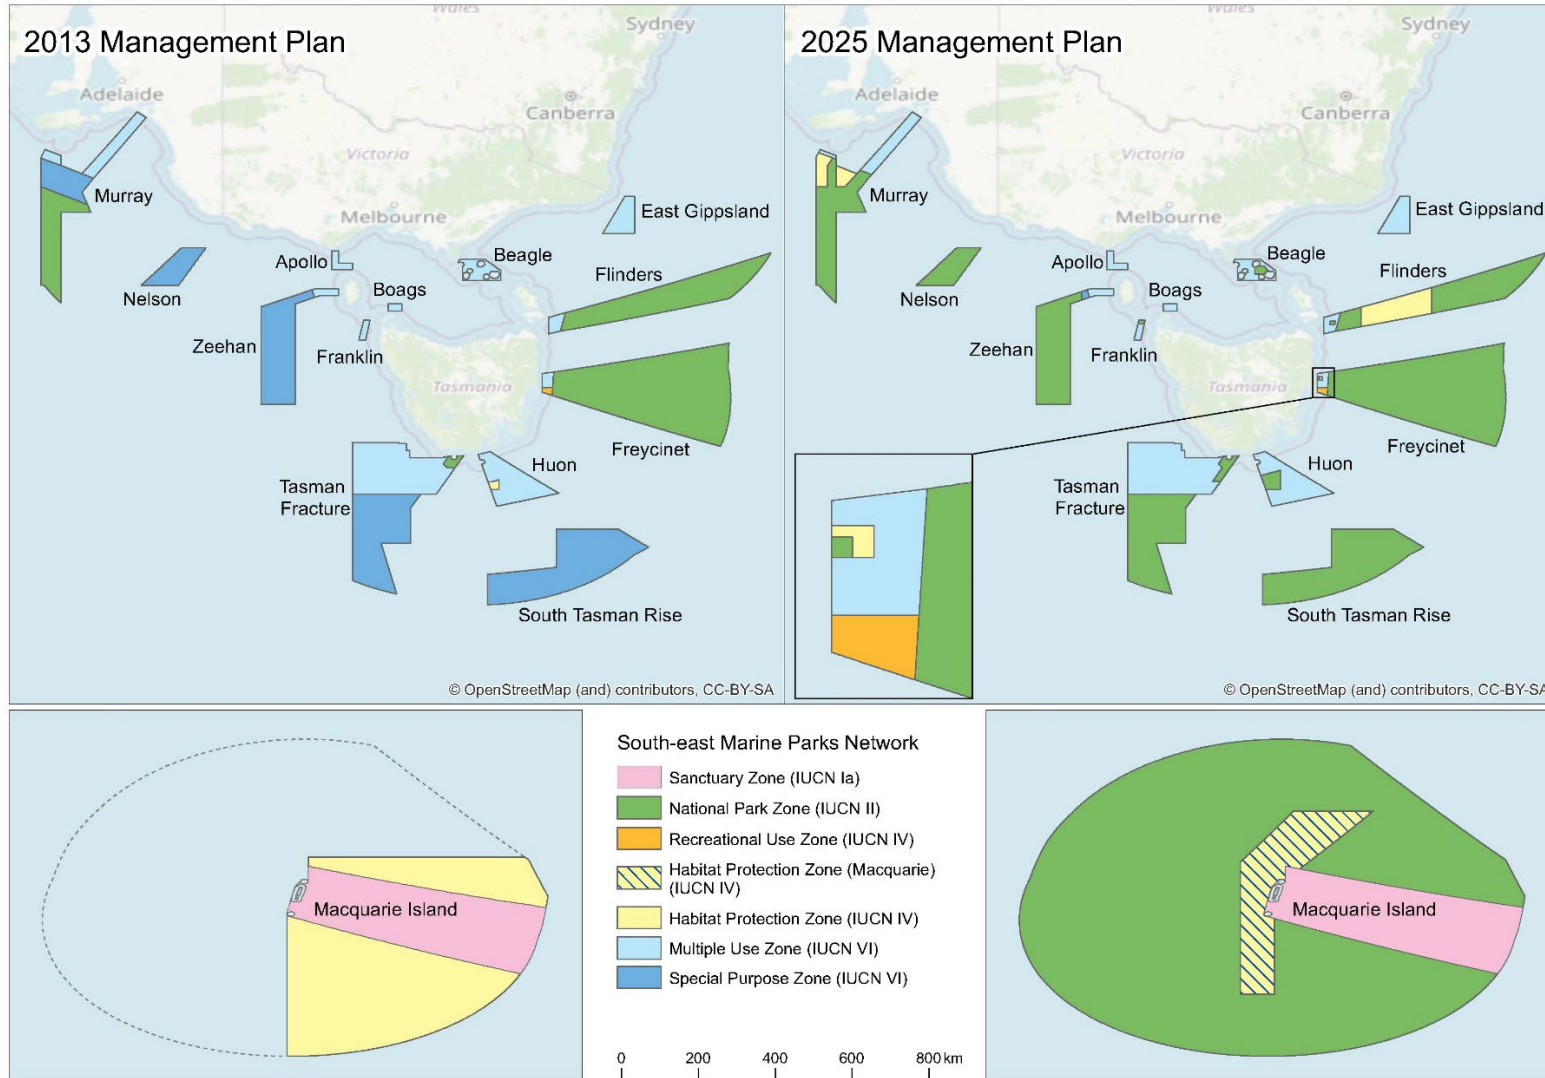 2013 Management Plan
Wales
Sydney
Adelaide
Canberra
Victoria
Murray
Melbourne
East Gippsland
Apollo
Beagle
Nelson
Boags
Flinders
Zeehan
Franklin
Tasmania
Freycinet
Huon
Tasman
Fracture
South Tasman Rise
© OpenStreetMap (and) contributors, CC-BY-SA
2025 Management Plan
Wales
Sydney
Adelaide
Canberra
Victoria
Murray
Melbourne
East Gippsland
Apollo
Beagle
Nelson
Boags
Flinders
Zeehan
Franklin
Tasmania
Freycinet
Huon
Tasman
Fracture
South Tasman Rise
© OpenStreetMap (and) contributors, CC-BY-SA
Macquarie Island
South-east Marine Parks Network
Sanctuary Zone (IUCN Ia)
National Park Zone (IUCN II)
Recreational Use Zone (IUCN IV)
Habitat Protection Zone (Macquarie)
(IUCN IV)
Habitat Protection Zone (IUCN IV)
Multiple Use Zone (IUCN VI)
Special Purpose Zone (IUCN VI)
0 200 400 600 800 km
Macquarie Island